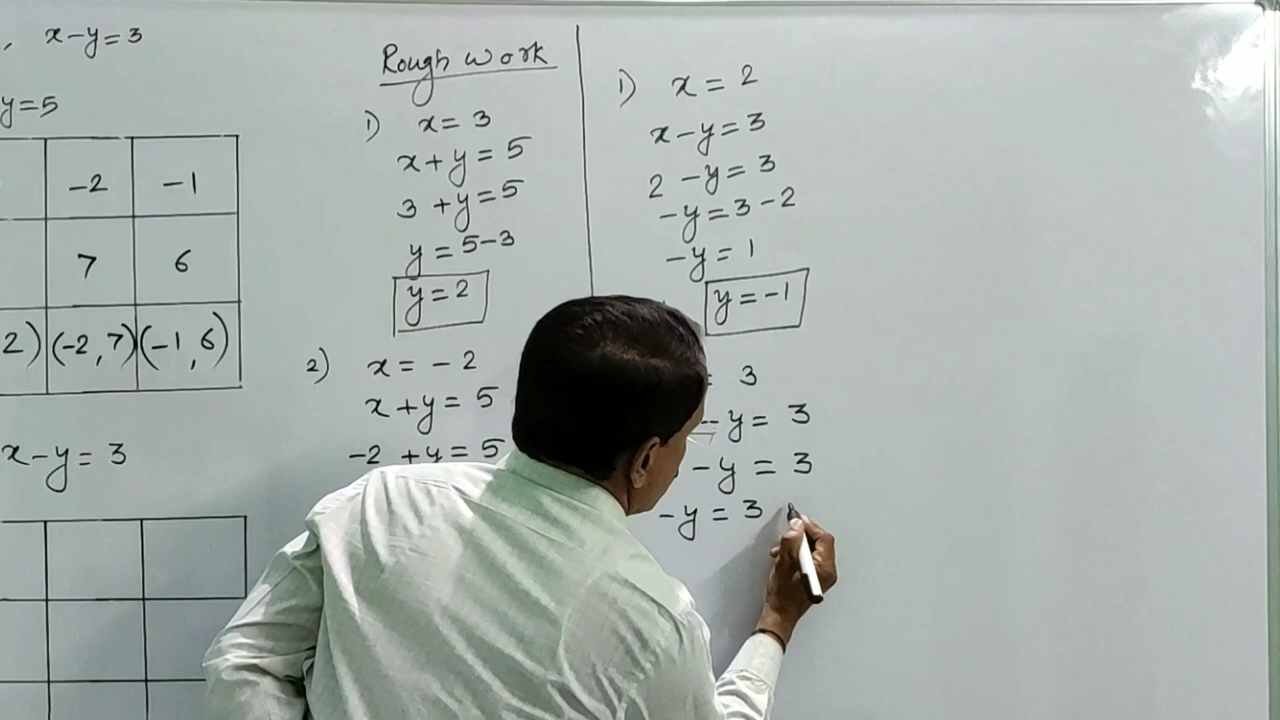 , x-y=3
y=5
-2 -1
7 6
2) (-2,7) (-1,6)
x-y=3
Rough work
1) x=3
x+y=5
3+y=5
y=5-3
y=2
2) x=-2
x+y=5
-2+y=5
1) x=2
x-y=3
2-y=3
-y=3-2
-y=1
y=-1
= 3
-y=3
-y=3
-y=3